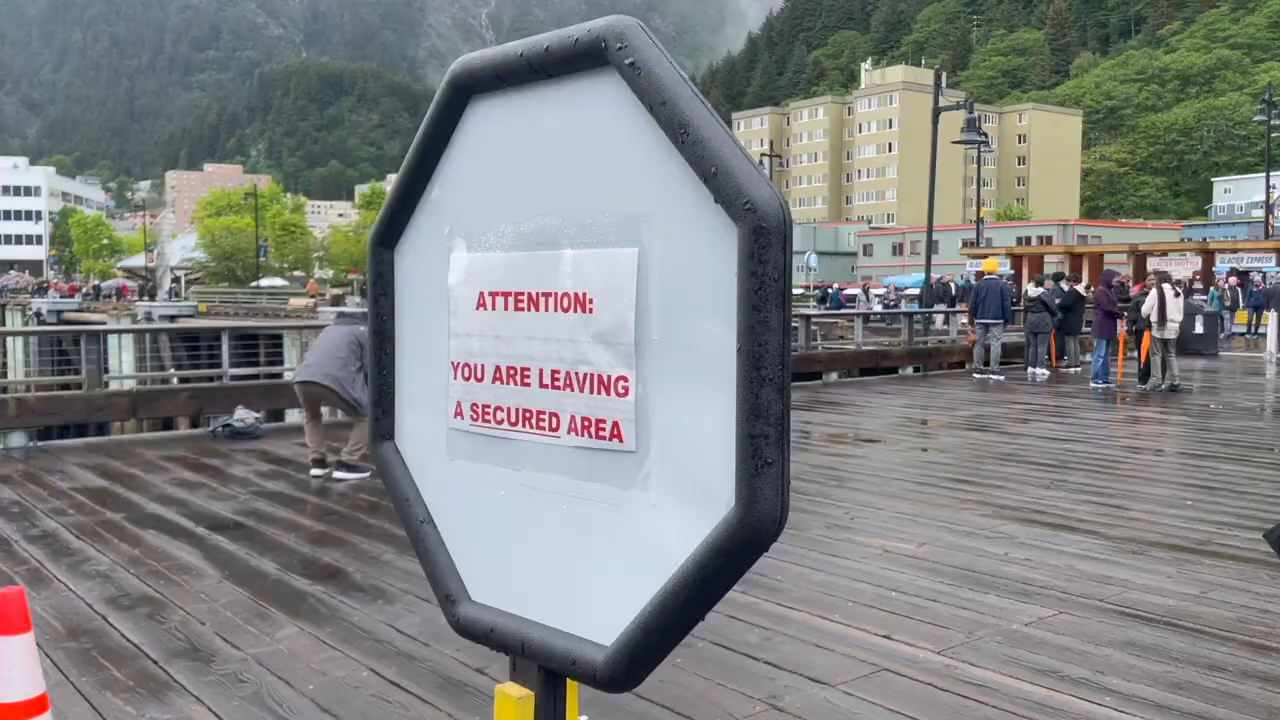 ATTENTION:
YOU ARE LEAVING
A SECURED AREA
GLACIER SHUTTLE
GLACIER EXPRESS